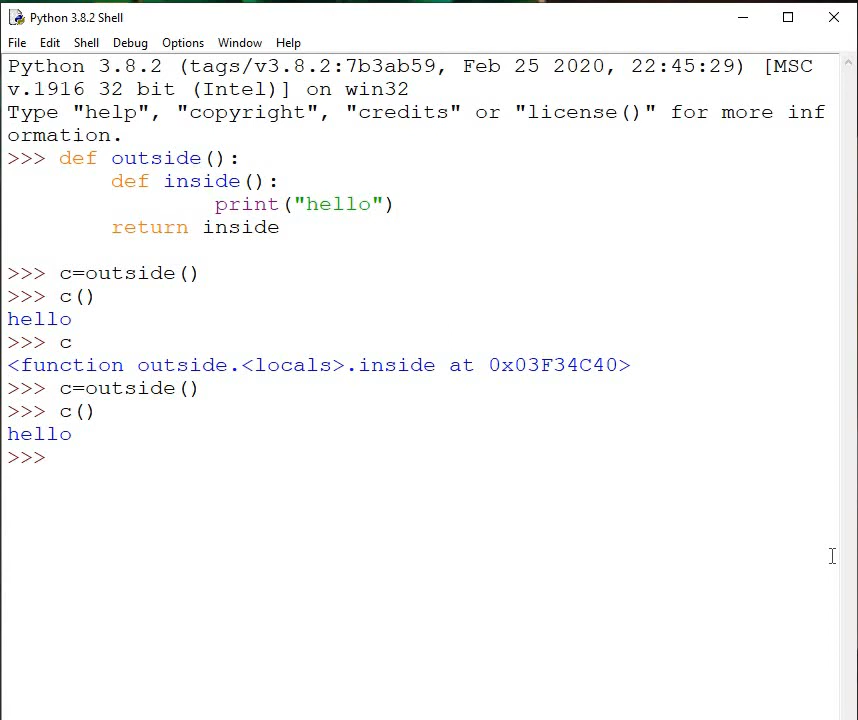 Python 3.8.2 Shell
File Edit Shell Debug Options Window Help
Python 3.8.2 (tags/v3.8.2:7b3ab59, Feb 25 2020, 22:45:29) [MSC
v.1916 32 bit (Intel)] on win32
Type "help", "copyright", "credits" or "license()" for more inf
ormation.
>>> def outside():
        def inside():
                print("hello")
        return inside

>>> c=outside()
>>> c()
hello
>>> c
<function outside.<locals>.inside at 0x03F34C40>
>>> c=outside()
>>> c()
hello
>>>